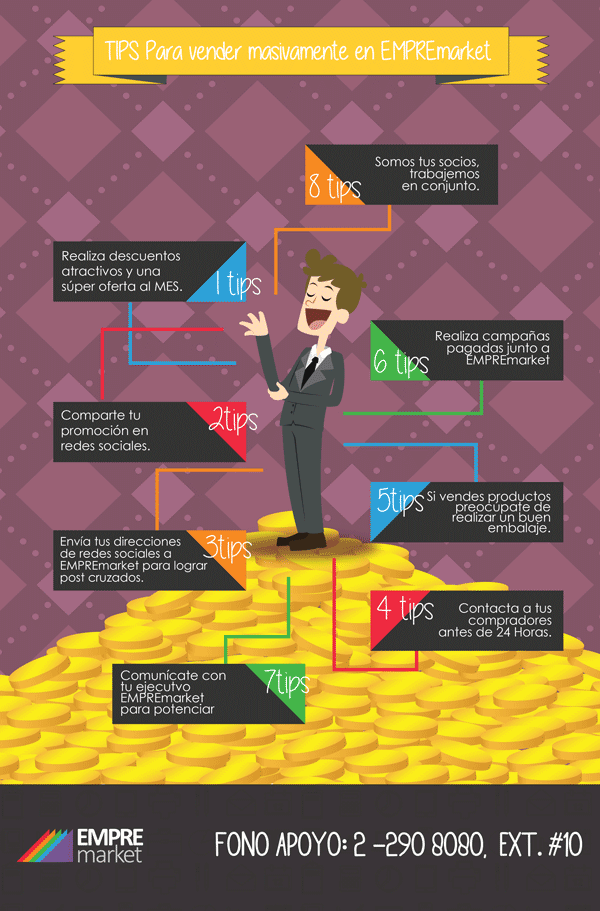 TIPS Para vender masivamente en EMPREmarket
8 tips
Somos tus socios,
trabajemos
en conjunto.
Realiza descuentos
atractivos y una
súper oferta al MES.
1 tips
Realiza campañas
pagadas junto a
EMPREmarket
6 tips
Comparte tu
promoción en
redes sociales.
2tips
5tips
Si vendes productos
preocupate de
realizar un buen
embalaje.
Envía tus direcciones
de redes sociales a
EMPREmarket para lograr
post cruzados.
3tips
4 tips
Contacta a tus
compradores
antes de 24 Horas.
Comunícate con
tu ejecutvo
EMPREmarket
para potenciar
7tips
EMPRE
market
FONO APOYO: 2 -290 8080, EXT. #10